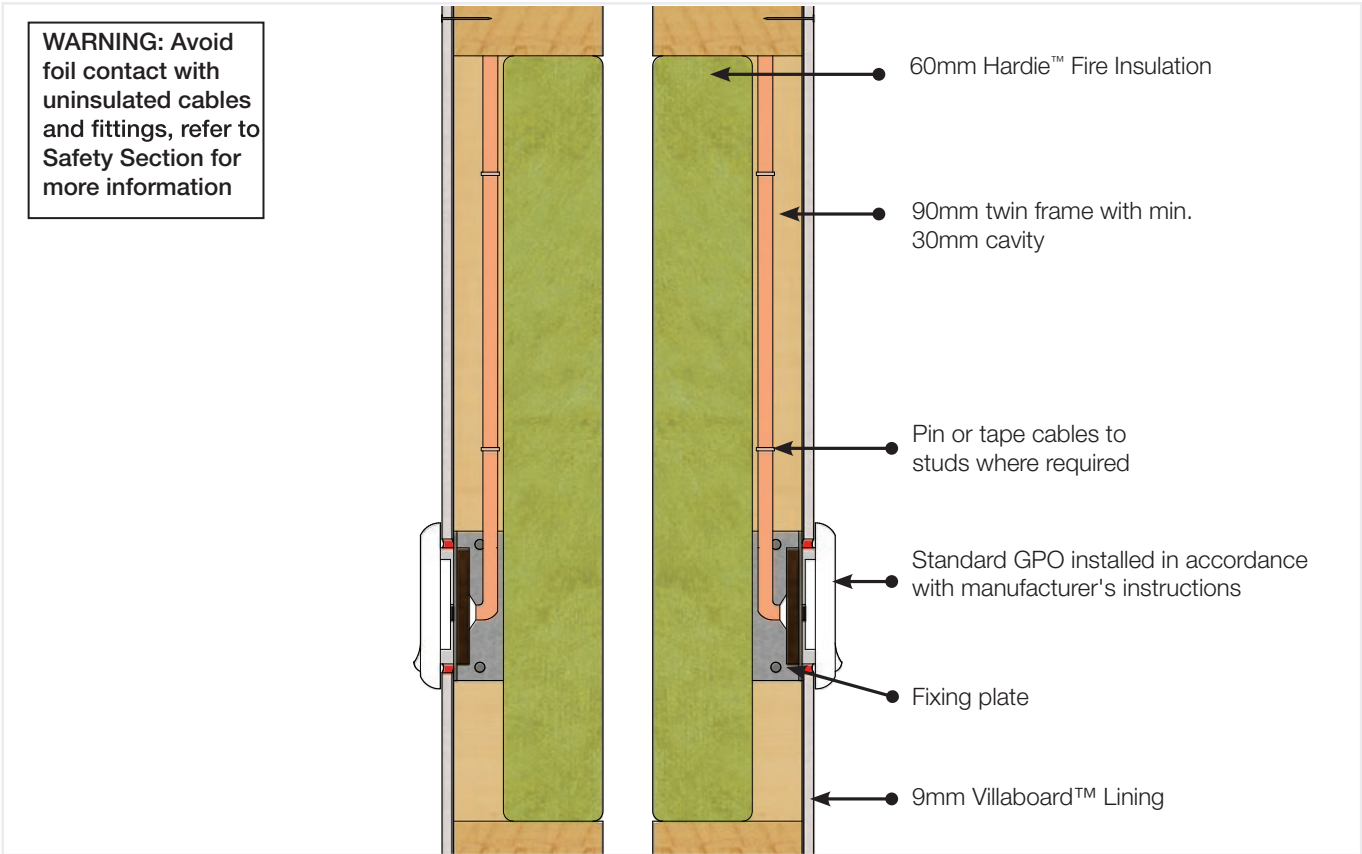 WARNING: Avoid
foil contact with
uninsulated cables
and fittings, refer to
Safety Section for
more information
60mm Hardie™ Fire Insulation
90mm twin frame with min.
30mm cavity
Pin or tape cables to
studs where required
Standard GPO installed in accordance
with manufacturer's instructions
Fixing plate
9mm Villaboard™ Lining